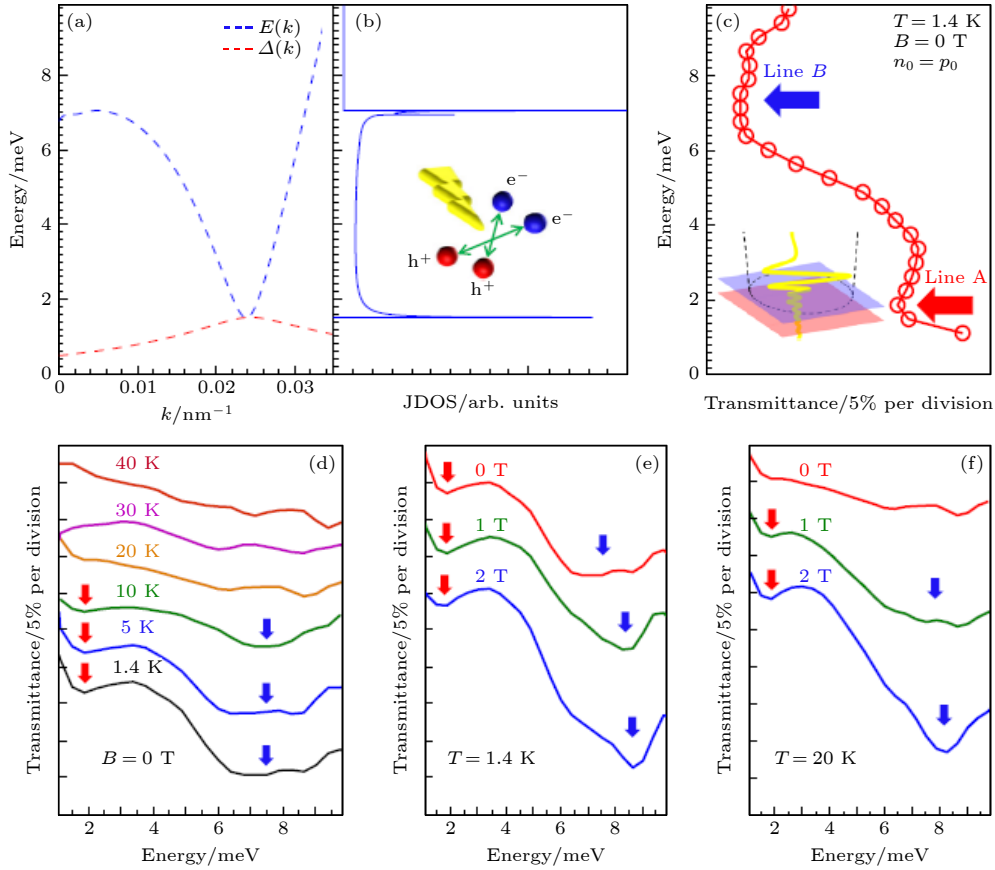 (a)
E(k)
Δ(k)
Energy/meV
8
6
4
2
0
0
0.01
0.02
0.03
k/nm⁻¹
(b)
e⁻
e⁻
h⁺
h⁺
JDOS/arb. units
(c)
T = 1.4 K
B = 0 T
n₀ = p₀
Line B
Line A
Energy/meV
8
6
4
2
0
Transmittance/5% per division
(d)
40 K
30 K
20 K
10 K
5 K
1.4 K
B = 0 T
Transmittance/5% per division
2
4
6
8
Energy/meV
(e)
0 T
1 T
2 T
T = 1.4 K
Transmittance/5% per division
2
4
6
8
Energy/meV
(f)
0 T
1 T
2 T
T = 20 K
Transmittance/5% per division
2
4
6
8
Energy/meV